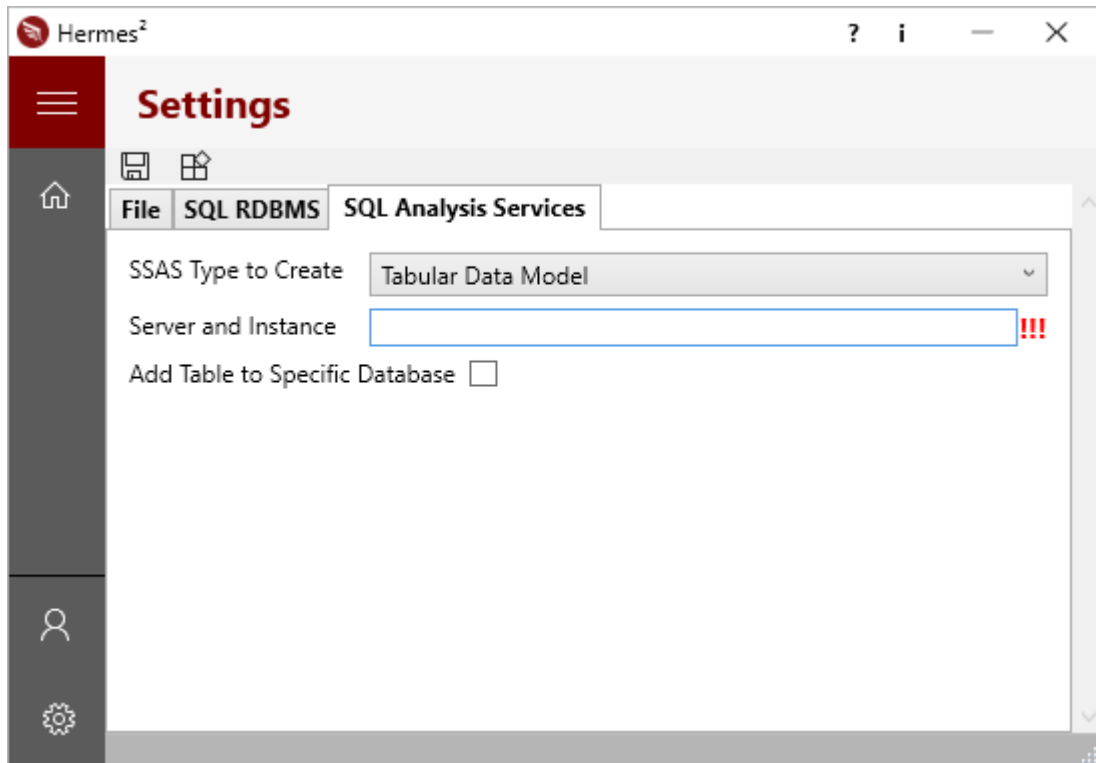 Hermes² ? i
Settings
File SQL RDBMS SQL Analysis Services
SSAS Type to Create Tabular Data Model
Server and Instance !!!
Add Table to Specific Database